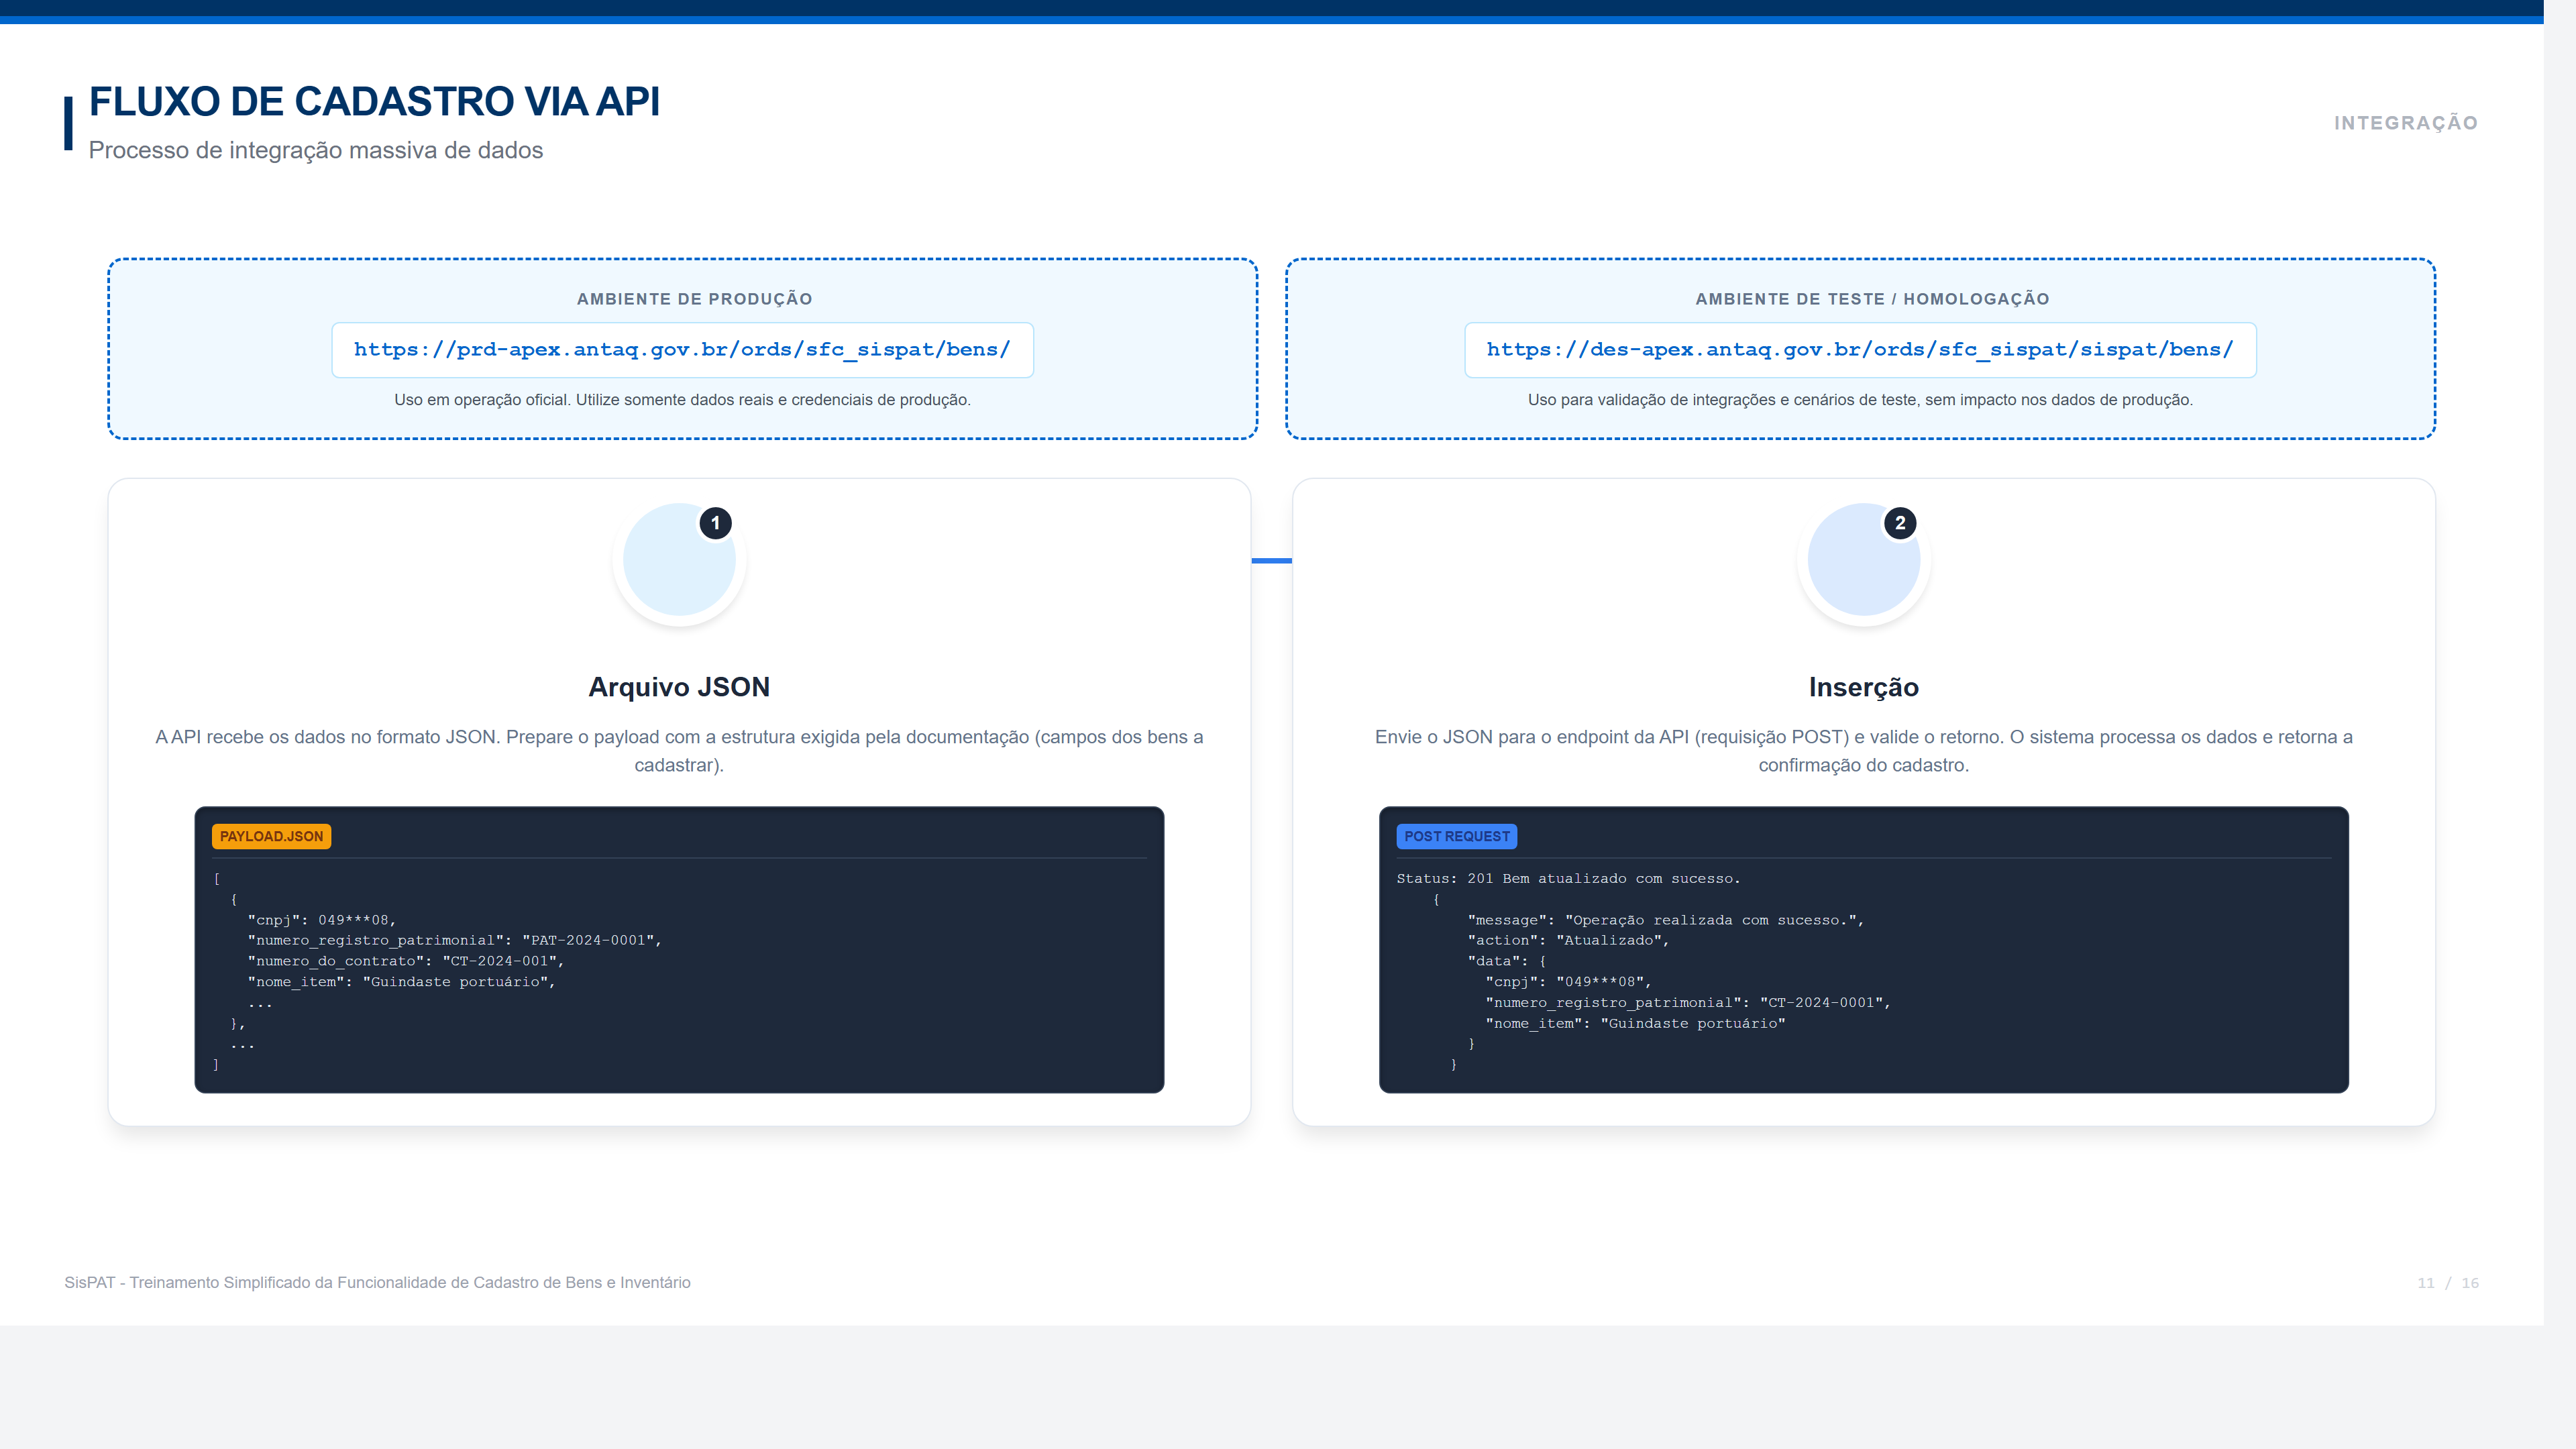 FLUXO DE CADASTRO VIA API
Processo de integração massiva de dados
INTEGRAÇÃO
AMBIENTE DE PRODUÇÃO
https://prd-apex.antaq.gov.br/ords/sfc_sispat/bens/
Uso em operação oficial. Utilize somente dados reais e credenciais de produção.
AMBIENTE DE TESTE / HOMOLOGAÇÃO
https://des-apex.antaq.gov.br/ords/sfc_sispat/sispat/bens/
Uso para validação de integrações e cenários de teste, sem impacto nos dados de produção.
1
Arquivo JSON
A API recebe os dados no formato JSON. Prepare o payload com a estrutura exigida pela documentação (campos dos bens a
cadastrar).
PAYLOAD.JSON
[
  {
    "cnpj": 049***08,
    "numero_registro_patrimonial": "PAT-2024-0001",
    "numero_do_contrato": "CT-2024-001",
    "nome_item": "Guindaste portuário",
    ...
  },
  ...
]
2
Inserção
Envie o JSON para o endpoint da API (requisição POST) e valide o retorno. O sistema processa os dados e retorna a
confirmação do cadastro.
POST REQUEST
Status: 201 Bem atualizado com sucesso.
    {
        "message": "Operação realizada com sucesso.",
        "action": "Atualizado",
        "data": {
          "cnpj": "049***08",
          "numero_registro_patrimonial": "CT-2024-0001",
          "nome_item": "Guindaste portuário"
        }
      }
SisPAT - Treinamento Simplificado da Funcionalidade de Cadastro de Bens e Inventário
11 / 16